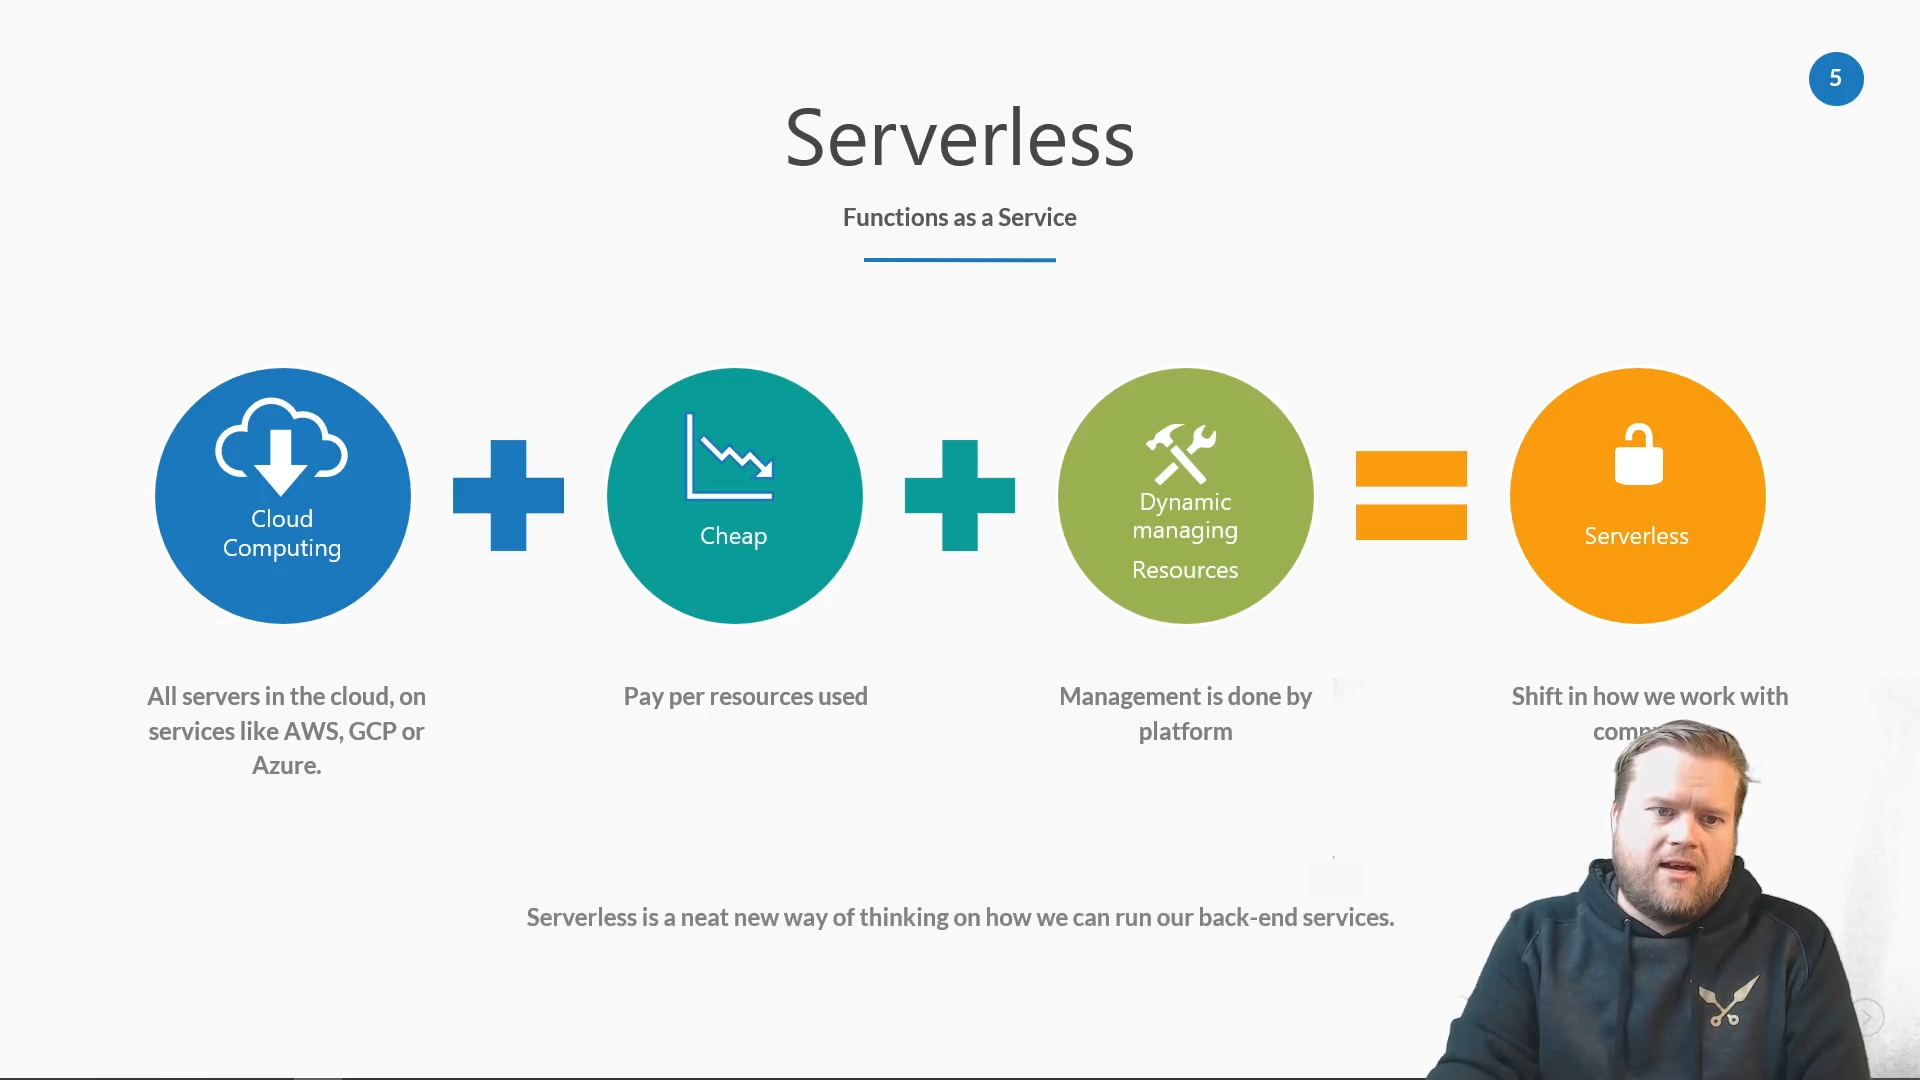 5
Serverless
Functions as a Service
Cloud
Computing
Cheap
Dynamic
managing
Resources
Serverless
All servers in the cloud, on
services like AWS, GCP or
Azure.
Pay per resources used
Management is done by
platform
Shift in how we work with
Serverless is a neat new way of thinking on how we can run our back-end services.